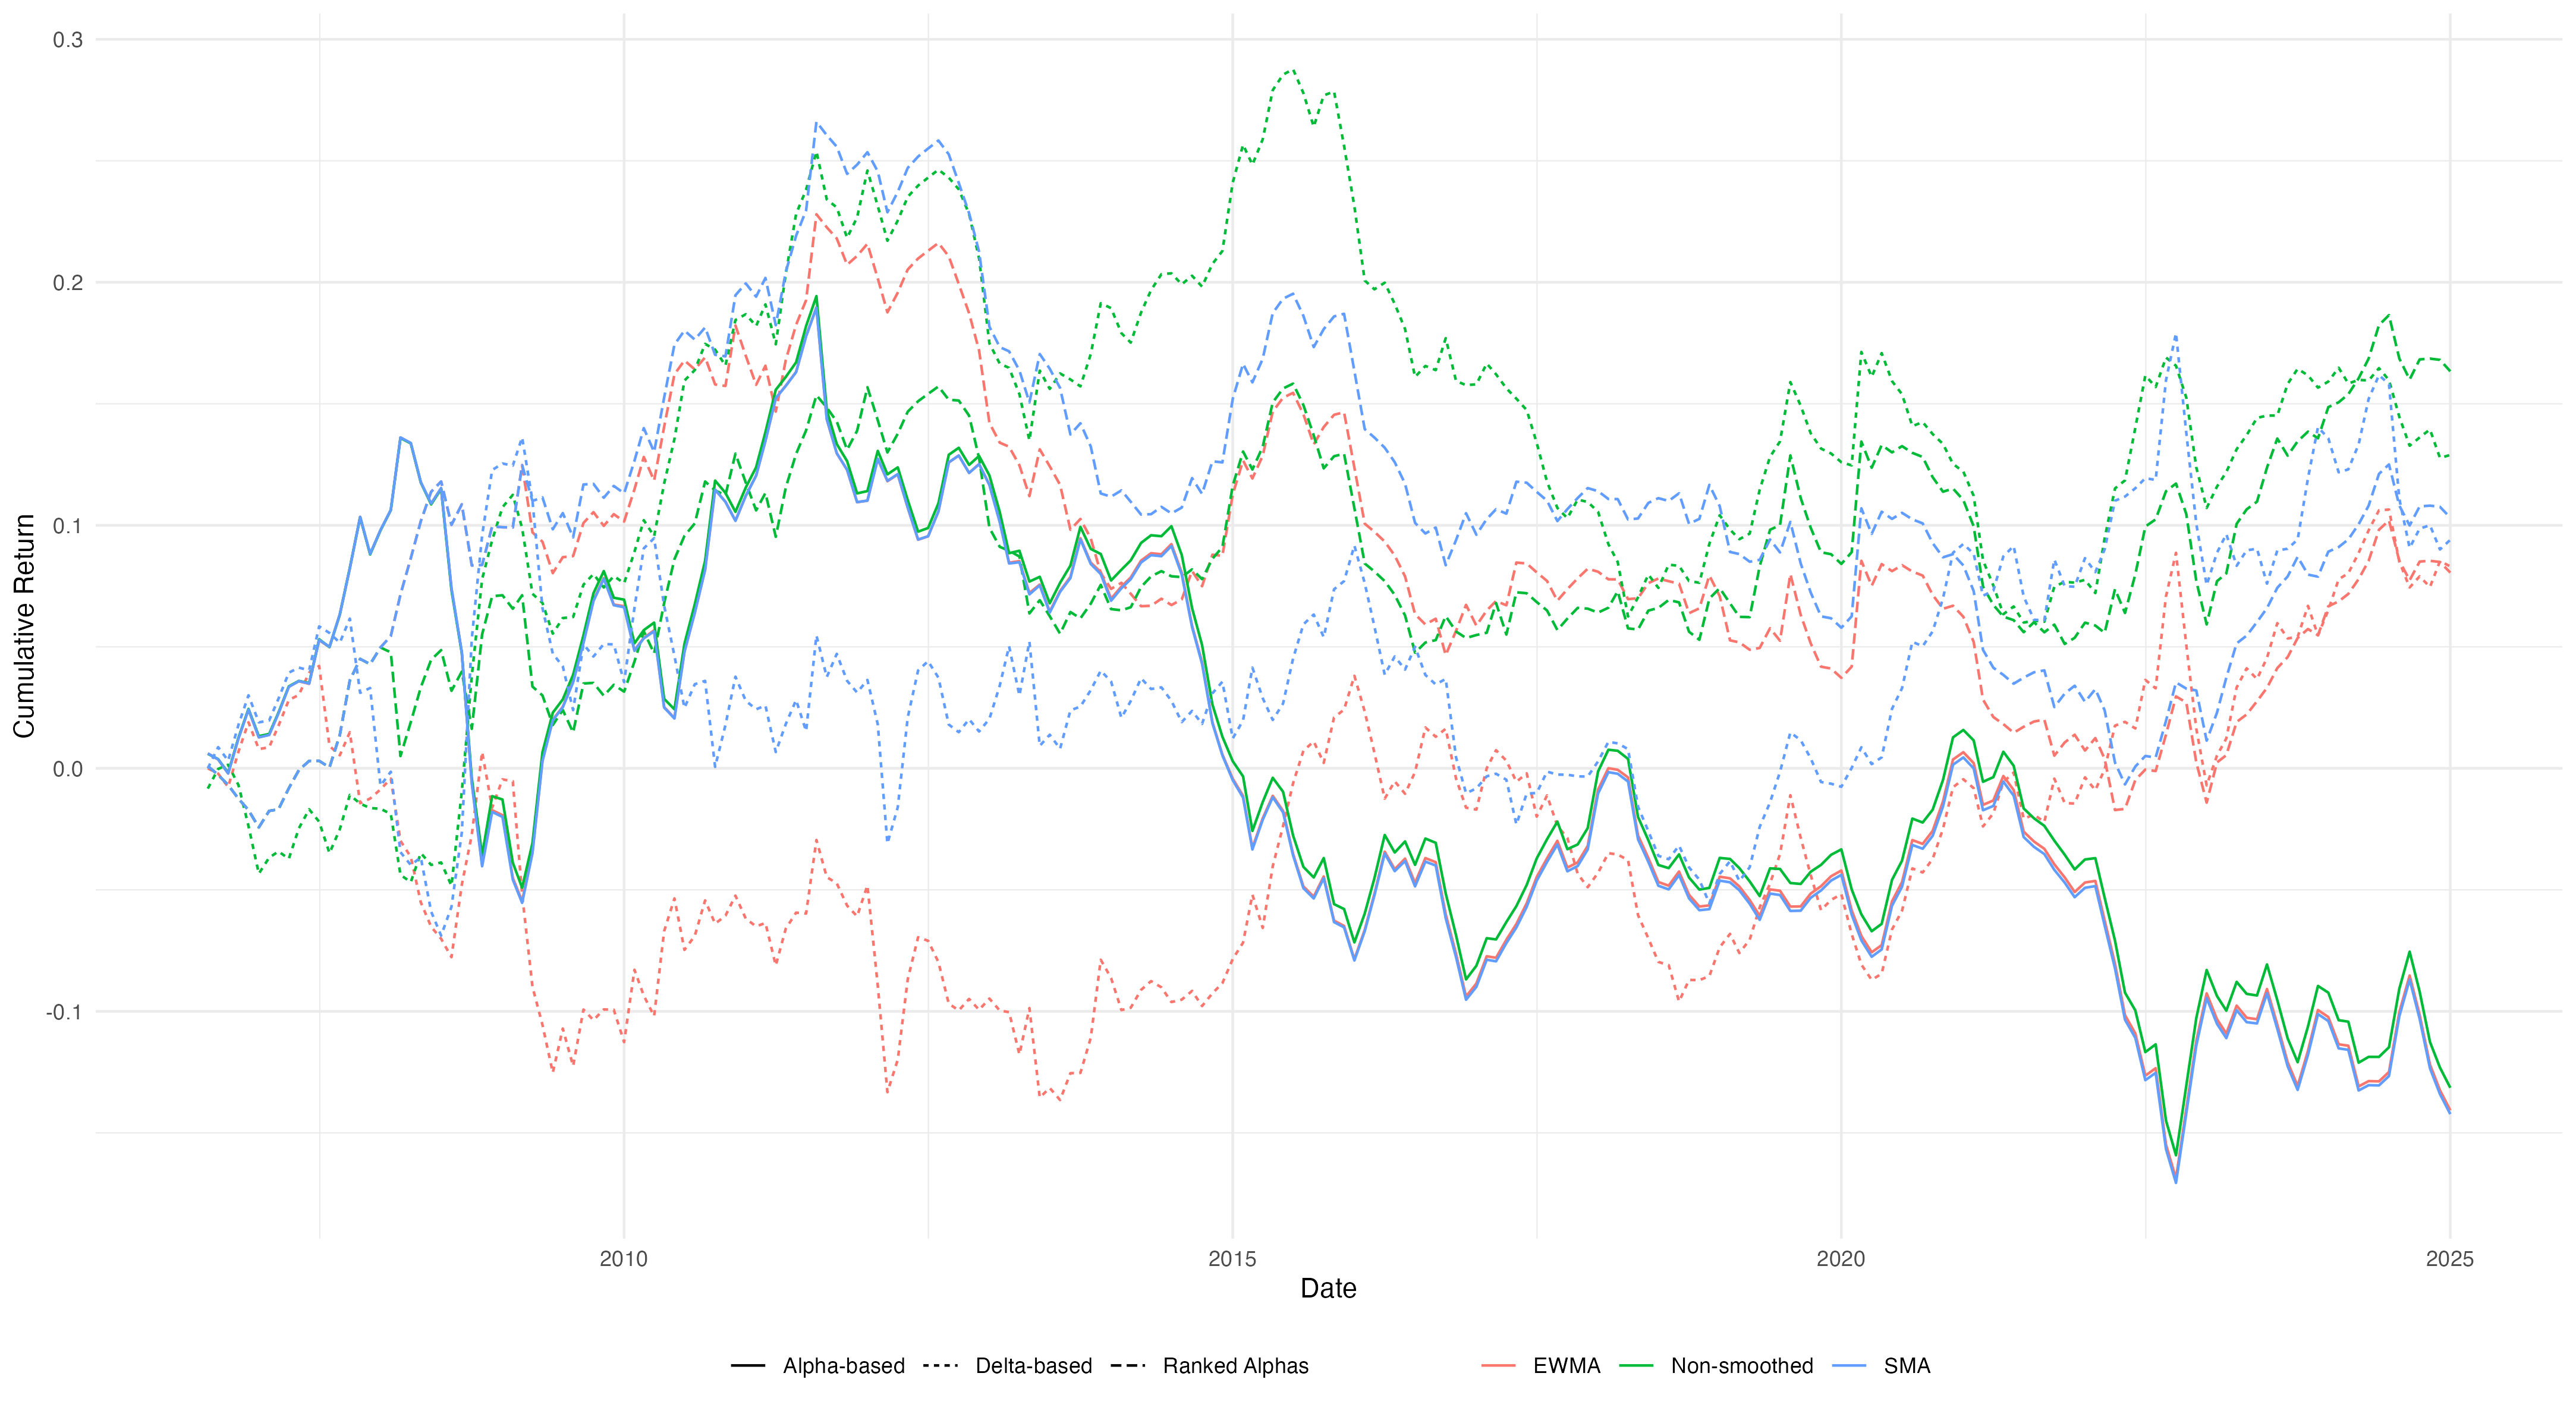 0.3
0.2
0.1
0.0
-0.1
Cumulative Return
2010 2015 2020 2025
Date
Alpha-based Delta-based Ranked Alphas EWMA Non-smoothed SMA